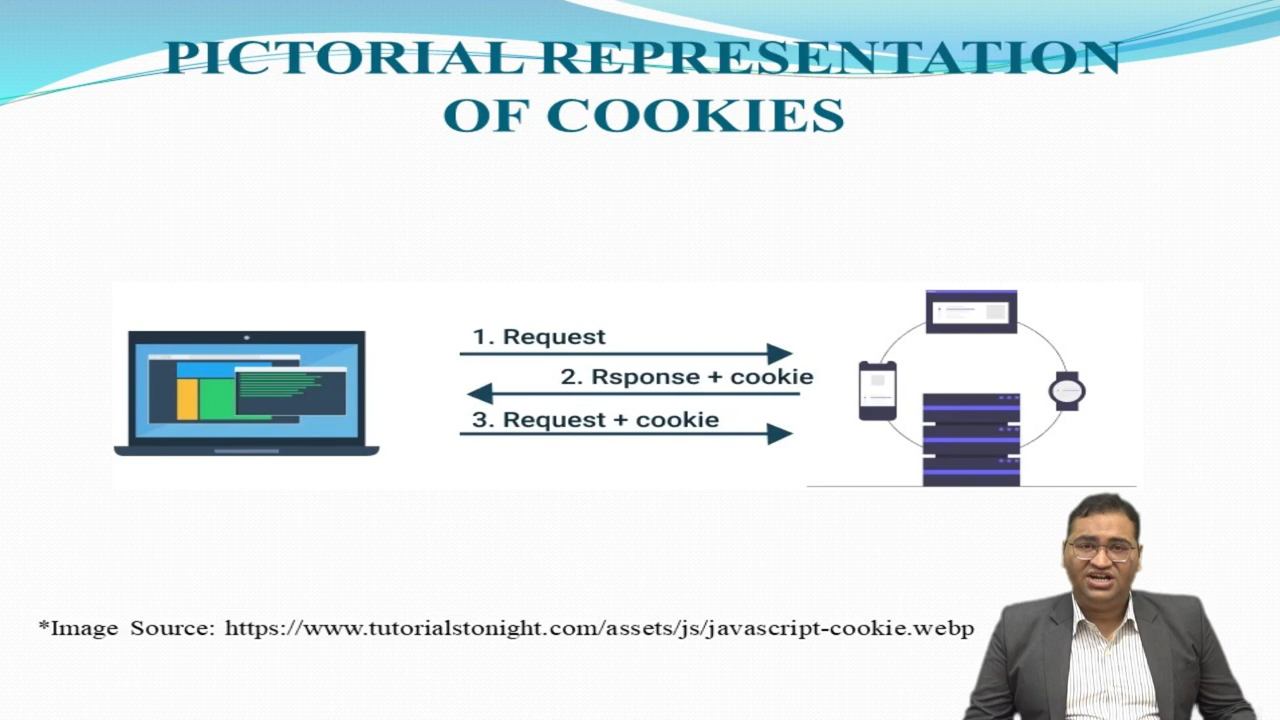 PICTORIAL REPRESENTATION
OF COOKIES
1. Request
2. Rsponse + cookie
3. Request + cookie
*Image Source: https://www.tutorialstonight.com/assets/js/javascript-cookie.webp